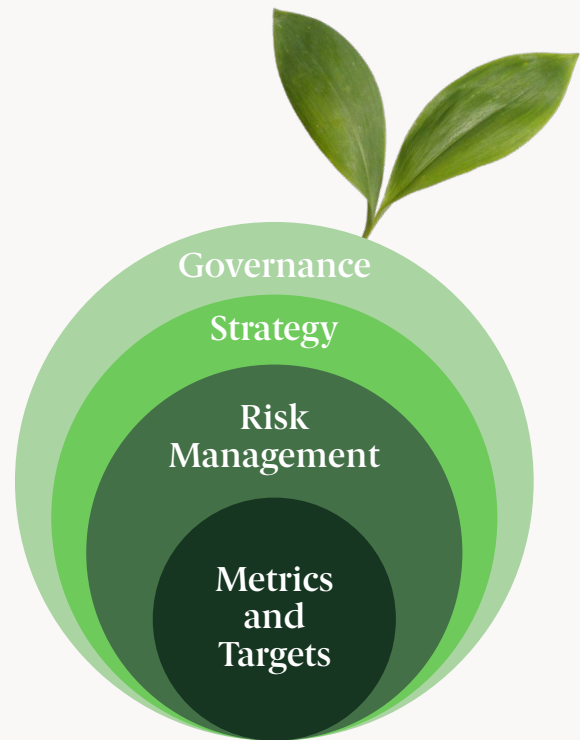 Governance
Strategy
Risk
Management
Metrics
and
Targets